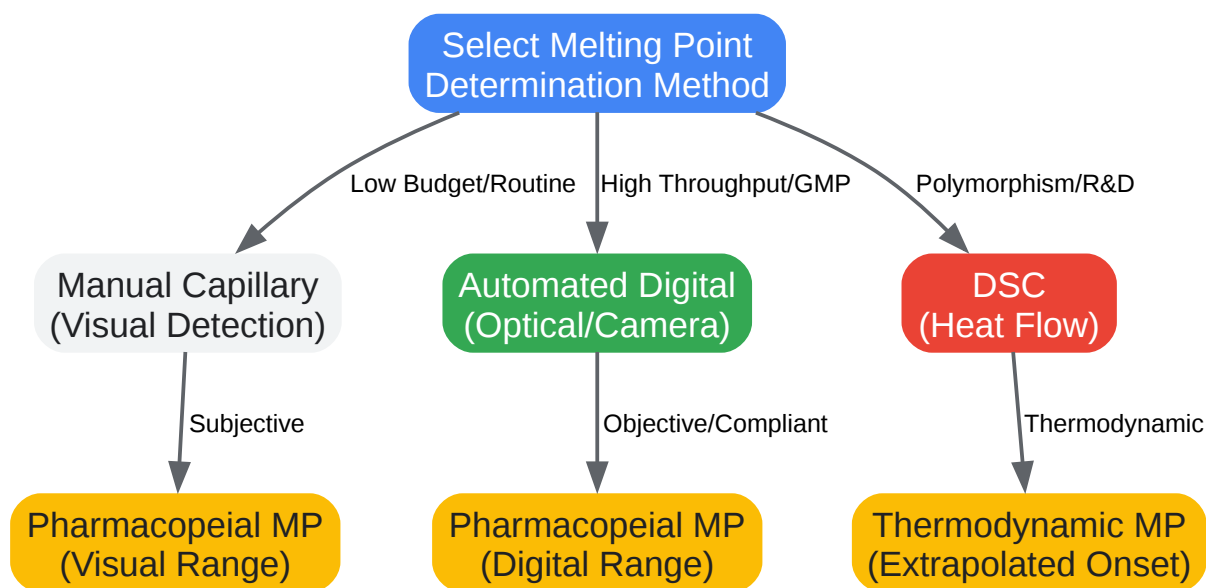 Select Melting Point
Determination Method
Low Budget/Routine
High Throughput/GMP
Polymorphism/R&D
Manual Capillary
(Visual Detection)
Automated Digital
(Optical/Camera)
DSC
(Heat Flow)
Subjective
Objective/Compliant
Thermodynamic
Pharmacopeial MP
(Visual Range)
Pharmacopeial MP
(Digital Range)
Thermodynamic MP
(Extrapolated Onset)